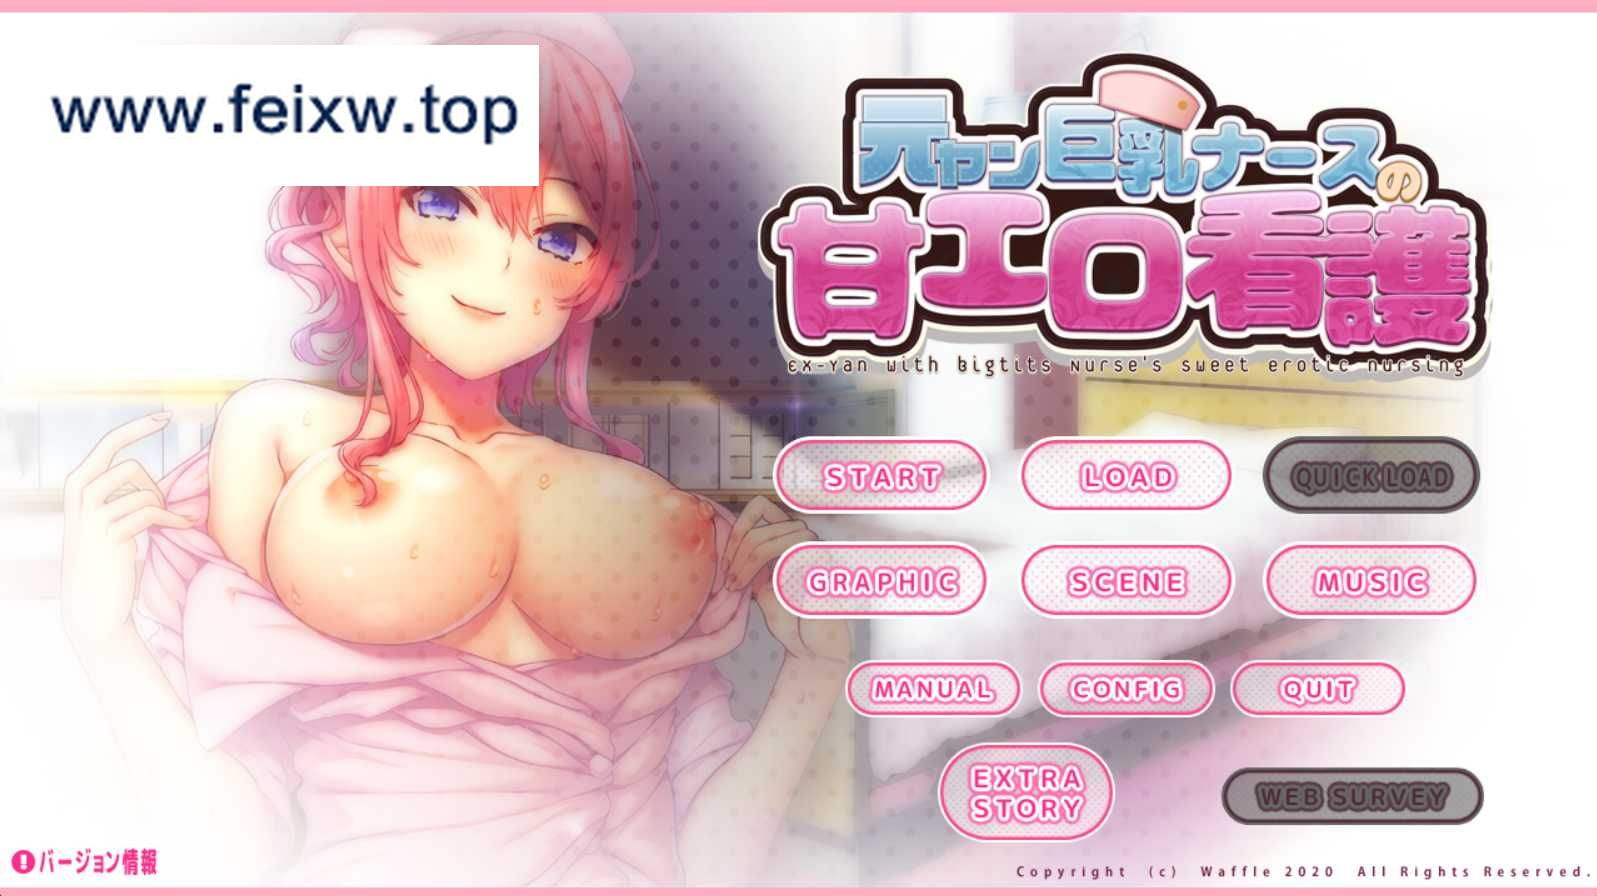 www.feixw.top
元ヤン巨乳ナースの
甘エロ看護
Ex-Yan with Bigtits Nurse's sweet erotic nursing
START
LOAD
QUICK LOAD
GRAPHIC
SCENE
MUSIC
MANUAL
CONFIG
QUIT
EXTRA
STORY
WEB SURVEY
バージョン情報
Copyright (c) Waffle 2020 All Rights Reserved.